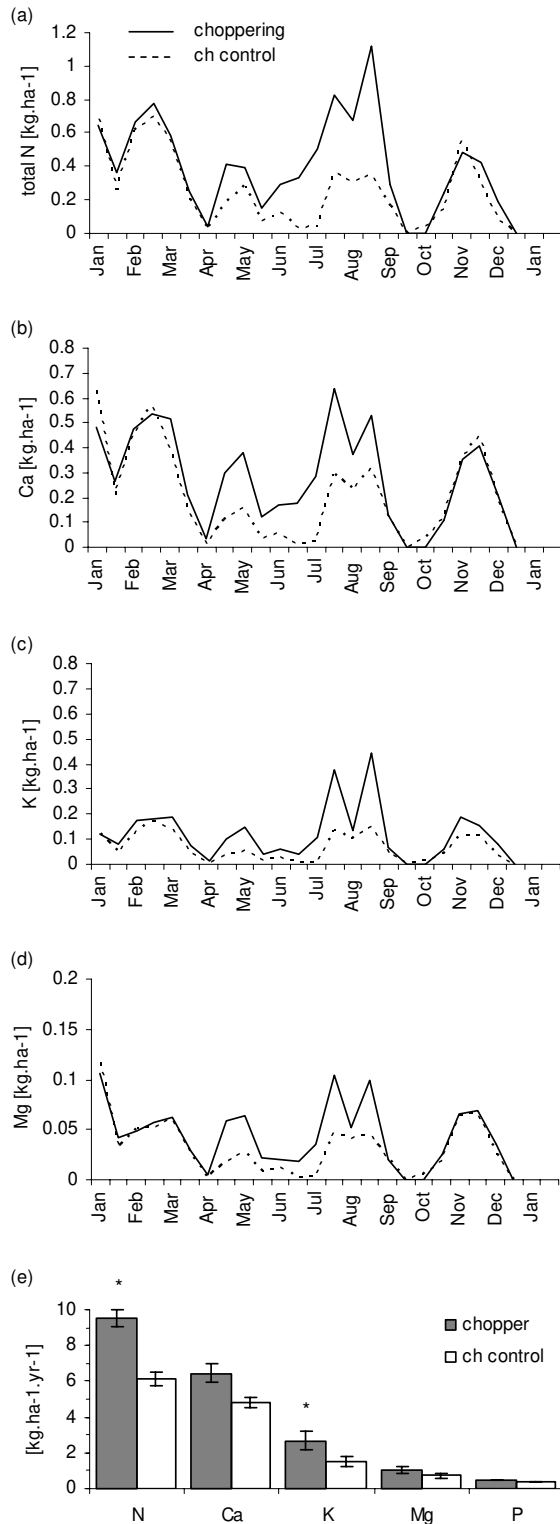 (a)
choppering
ch control
total N [kg.ha-1]
1.2
1
0.8
0.6
0.4
0.2
0
Jan Feb Mar Apr May Jun Jul Aug Sep Oct Nov Dec Jan
(b)
Ca [kg.ha-1]
0.8
0.7
0.6
0.5
0.4
0.3
0.2
0.1
0
Jan Feb Mar Apr May Jun Jul Aug Sep Oct Nov Dec Jan
(c)
K [kg.ha-1]
0.8
0.7
0.6
0.5
0.4
0.3
0.2
0.1
0
Jan Feb Mar Apr May Jun Jul Aug Sep Oct Nov Dec Jan
(d)
Mg [kg.ha-1]
0.2
0.15
0.1
0.05
0
Jan Feb Mar Apr May Jun Jul Aug Sep Oct Nov Dec Jan
(e)
[kg.ha-1.yr-1]
*
*
chopper
ch control
10
8
6
4
2
0
N Ca K Mg P